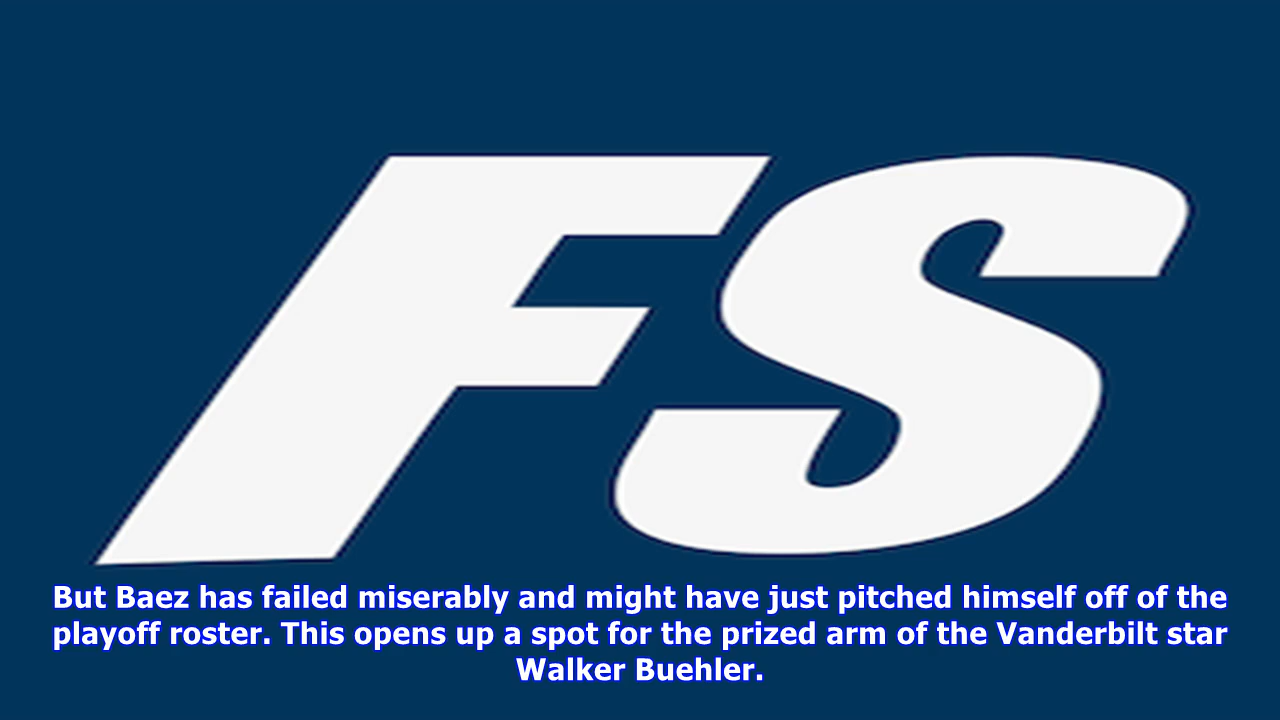 FS
But Baez has failed miserably and might have just pitched himself off of the
playoff roster. This opens up a spot for the prized arm of the Vanderbilt star
Walker Buehler.